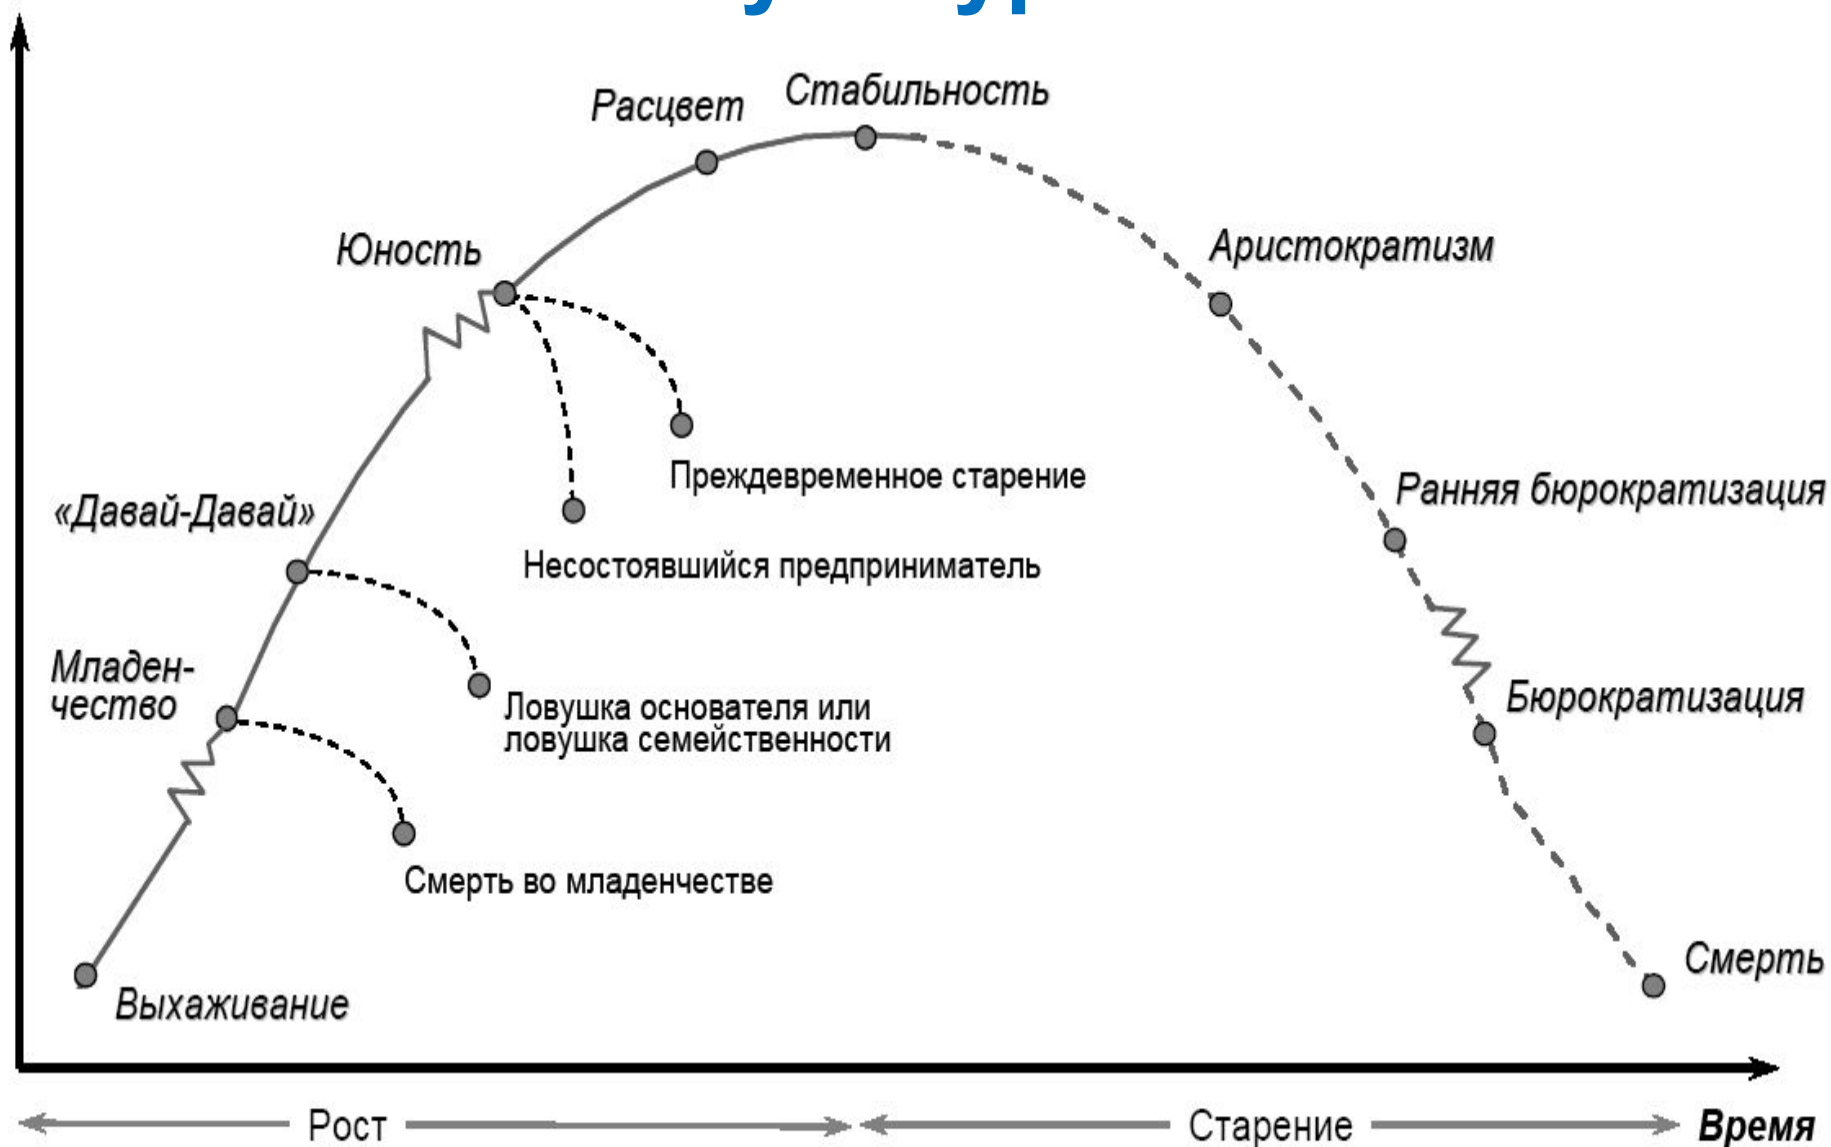 Стабильность
Расцвет
Юность
Аристократизм
Преждевременное старение
Ранняя бюрократизация
«Давай-Давай»
Несостоявшийся предприниматель
Младен-
чество
Ловушка основателя или
ловушка семейственности
Бюрократизация
Смерть во младенчестве
Смерть
Выхаживание
Рост
Старение
Время